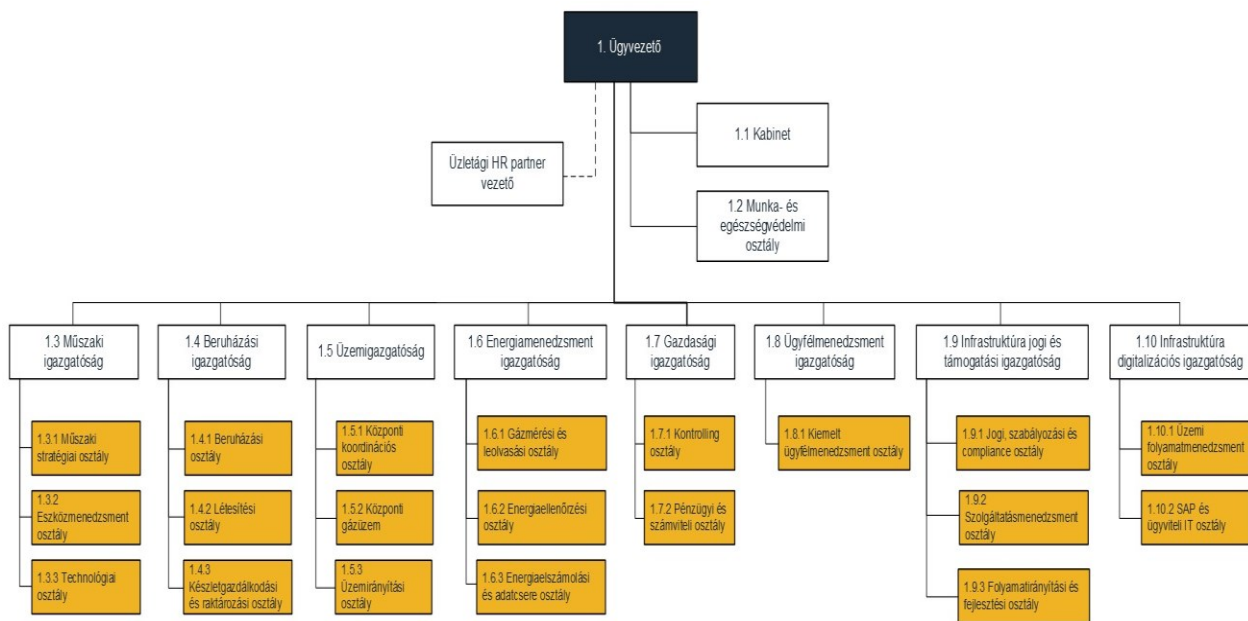 1. Ügyvezető
1.1 Kabinet
Üzletági HR partner
vezető
1.2 Munka- és
egészségvédelmi
osztály
1.3 Műszaki
igazgatóság
1.4 Beruházási
igazgatóság
1.5 Üzemigazgatóság
1.6 Energiamenedzsment
igazgatóság
1.7 Gazdasági
igazgatóság
1.8 Ügyfélmenedzsment
igazgatóság
1.9 Infrastruktúra jogi és
támogatási igazgatóság
1.10 Infrastruktúra
digitalizációs igazgatóság
1.3.1 Műszaki
stratégiai osztály
1.3.2
Eszközmenedzsment
osztály
1.3.3 Technológiai
osztály
1.4.1 Beruházási
osztály
1.4.2 Létesítési
osztály
1.4.3
Készletgazdálkodási
és raktározási osztály
1.5.1 Központi
koordinációs
osztály
1.5.2 Központi
gázüzem
1.5.3
Üzemirányítási
osztály
1.6.1 Gázmérési és
leolvasási osztály
1.6.2 Energiaellenőrzési
osztály
1.6.3 Energiaelszámolási
és adatcsere osztály
1.7.1 Kontrolling
osztály
1.7.2 Pénzügyi és
számviteli osztály
1.8.1 Kiemelt
ügyfélmenedzsment osztály
1.9.1 Jogi, szabályozási és
compliance osztály
1.9.2
Szolgáltatásmenedzsment
osztály
1.9.3 Folyamatirányítási és
fejlesztési osztály
1.10.1 Üzemi
folyamatmenedzsment
osztály
1.10.2 SAP és
ügyviteli IT osztály